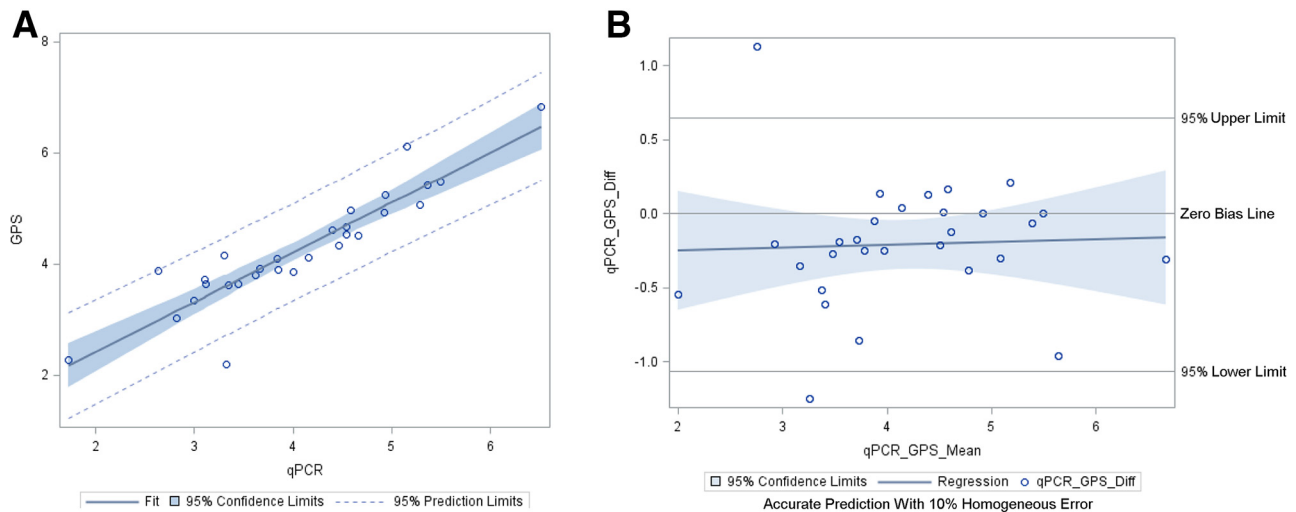 A
8
6
4
2
GPS
2 3 4 5 6
qPCR
Fit 95% Confidence Limits 95% Prediction Limits
B
1.0
0.5
0.0
-0.5
-1.0
qPCR_GPS_Diff
95% Upper Limit
Zero Bias Line
95% Lower Limit
2 3 4 5 6
qPCR_GPS_Mean
95% Confidence Limits Regression qPCR_GPS_Diff
Accurate Prediction With 10% Homogeneous Error